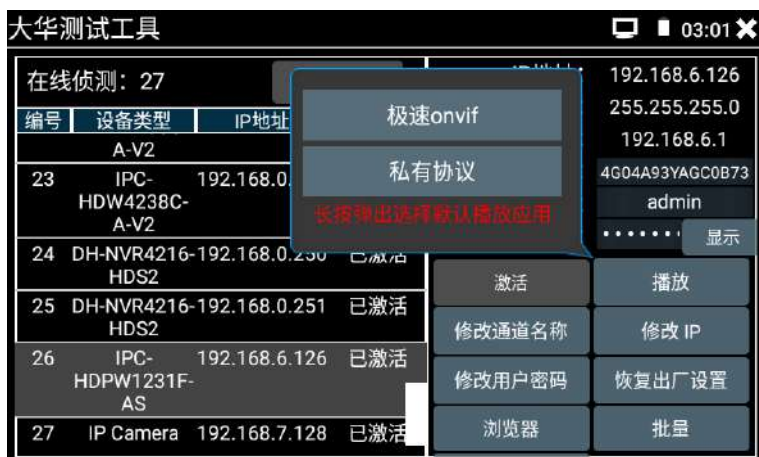 大华测试工具
03:01
在线侦测：27
192.168.6.126
255.255.255.0
192.168.6.1
4G04A93YAGC0B73
admin
显示
极速onvif
私有协议
长按弹出选择默认播放应用
编号 设备类型 IP地址
A-V2
23 IPC-HDW4238C-A-V2 192.168.0.
24 DH-NVR4216-HDS2 192.168.0.250 已激活
25 DH-NVR4216-HDS2 192.168.0.251 已激活
26 IPC-HDPW1231F-AS 192.168.6.126 已激活
27 IP Camera 192.168.7.128 已激活
激活 播放
修改通道名称 修改 IP
修改用户密码 恢复出厂设置
浏览器 批量